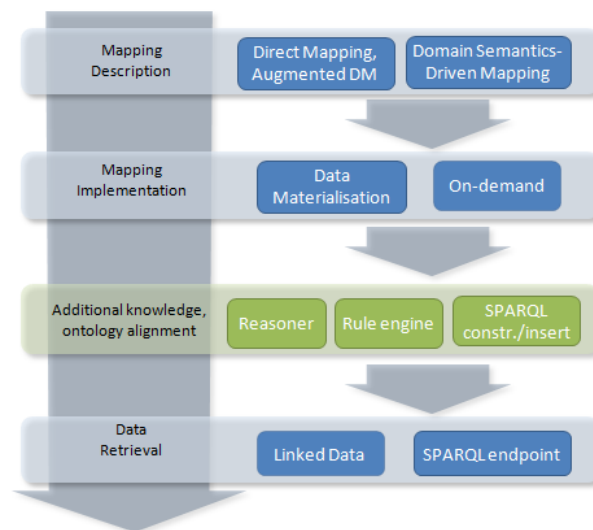 Mapping
Description
Direct Mapping,
Augmented DM
Domain Semantics-
Driven Mapping
Mapping
Implementation
Data
Materialisation
On-demand
Additional knowledge,
ontology alignment
Reasoner
Rule engine
SPARQL
constr./insert
Data
Retrieval
Linked Data
SPARQL endpoint